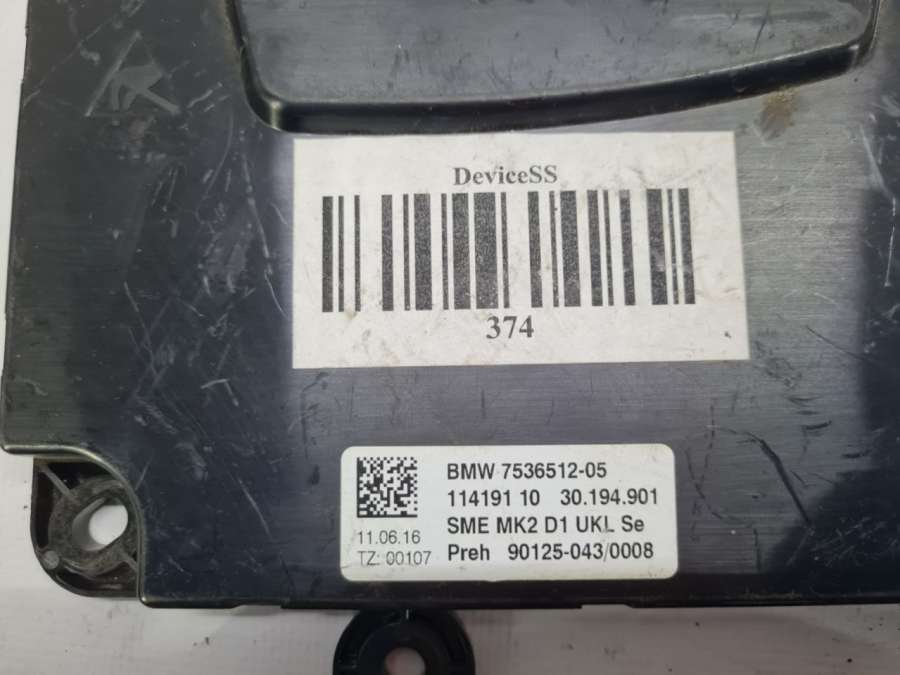 DeviceSS
374
BMW 7536512-05
114191 10 30.194.901
SME MK2 D1 UKL Se
11.06.16
TZ: 00107
Preh 90125-043/0008